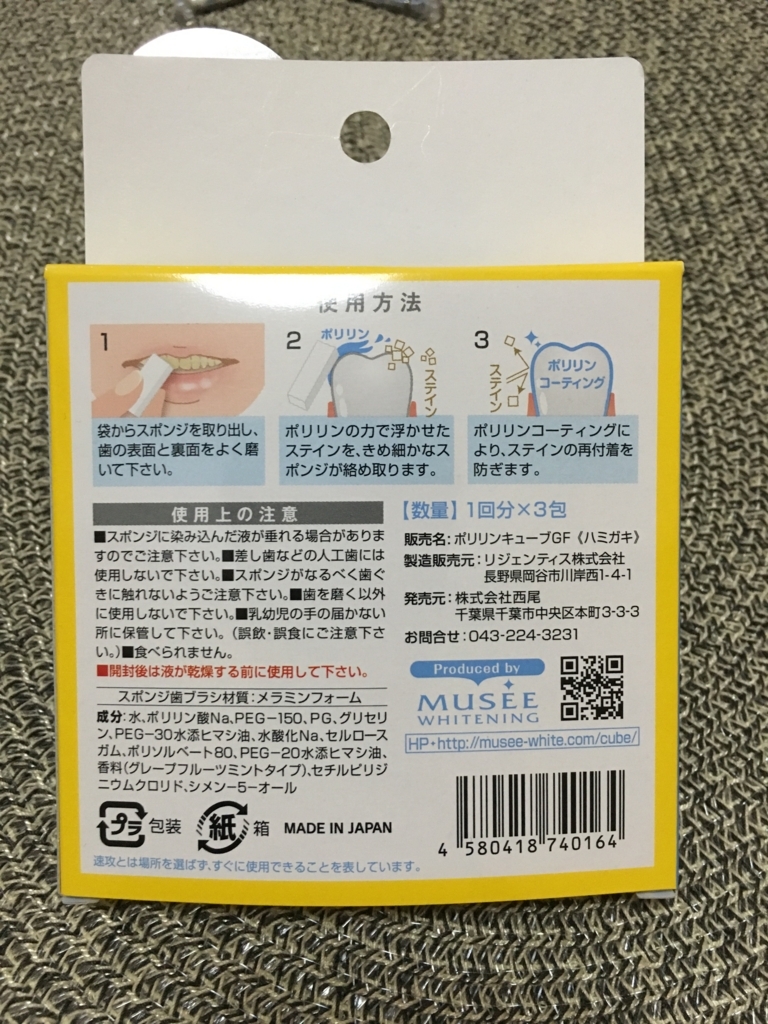 使用方法
1
袋からスポンジを取り出し、
歯の表面と裏面をよく磨
いて下さい。
2
ポリリン
ステイン
ポリリンの力で浮かせた
ステインを、きめ細かなス
ポンジが絡め取ります。
3
ステイン
ポリリン
コーティング
ポリリンコーティングに
より、ステインの再付着を
防ぎます。
使用上の注意
■スポンジに染み込んだ液が垂れる場合がありま
すのでご注意下さい。■差し歯などの人工歯には
使用しないで下さい。■スポンジがなるべく歯ぐ
きに触れないようご注意下さい。■歯を磨く以外
に使用しないで下さい。■乳幼児の手の届かない
所に保管して下さい。(誤飲・誤食にご注意下さ
い。)■食べられません。
■開封後は液が乾燥する前に使用して下さい。
スポンジ歯ブラシ材質:メラミンフォーム
成分:水、ポリリン酸Na、PEG-150、PG、グリセリ
ン、PEG-30水添ヒマシ油、水酸化Na、セルロース
ガム、ポリソルベート80、PEG-20水添ヒマシ油、
香料(グレープフルーツミントタイプ)、セチルピリジ
ニウムクロリド、シメン-5-オール
プラ 包装 紙 箱 MADE IN JAPAN
速攻とは場所を選ばず、すぐに使用できることを表しています。
【数量】1回分×3包
販売名:ポリリンキューブGF《ハミガキ》
製造販売元:リジェンティス株式会社
長野県岡谷市川岸西1-4-1
発売元:株式会社西尾
千葉県千葉市中央区本町3-3-3
お問合せ:043-224-3231
Produced by
MUSEE
WHITENING
HP・http://musee-white.com/cube/
4 580418 740164